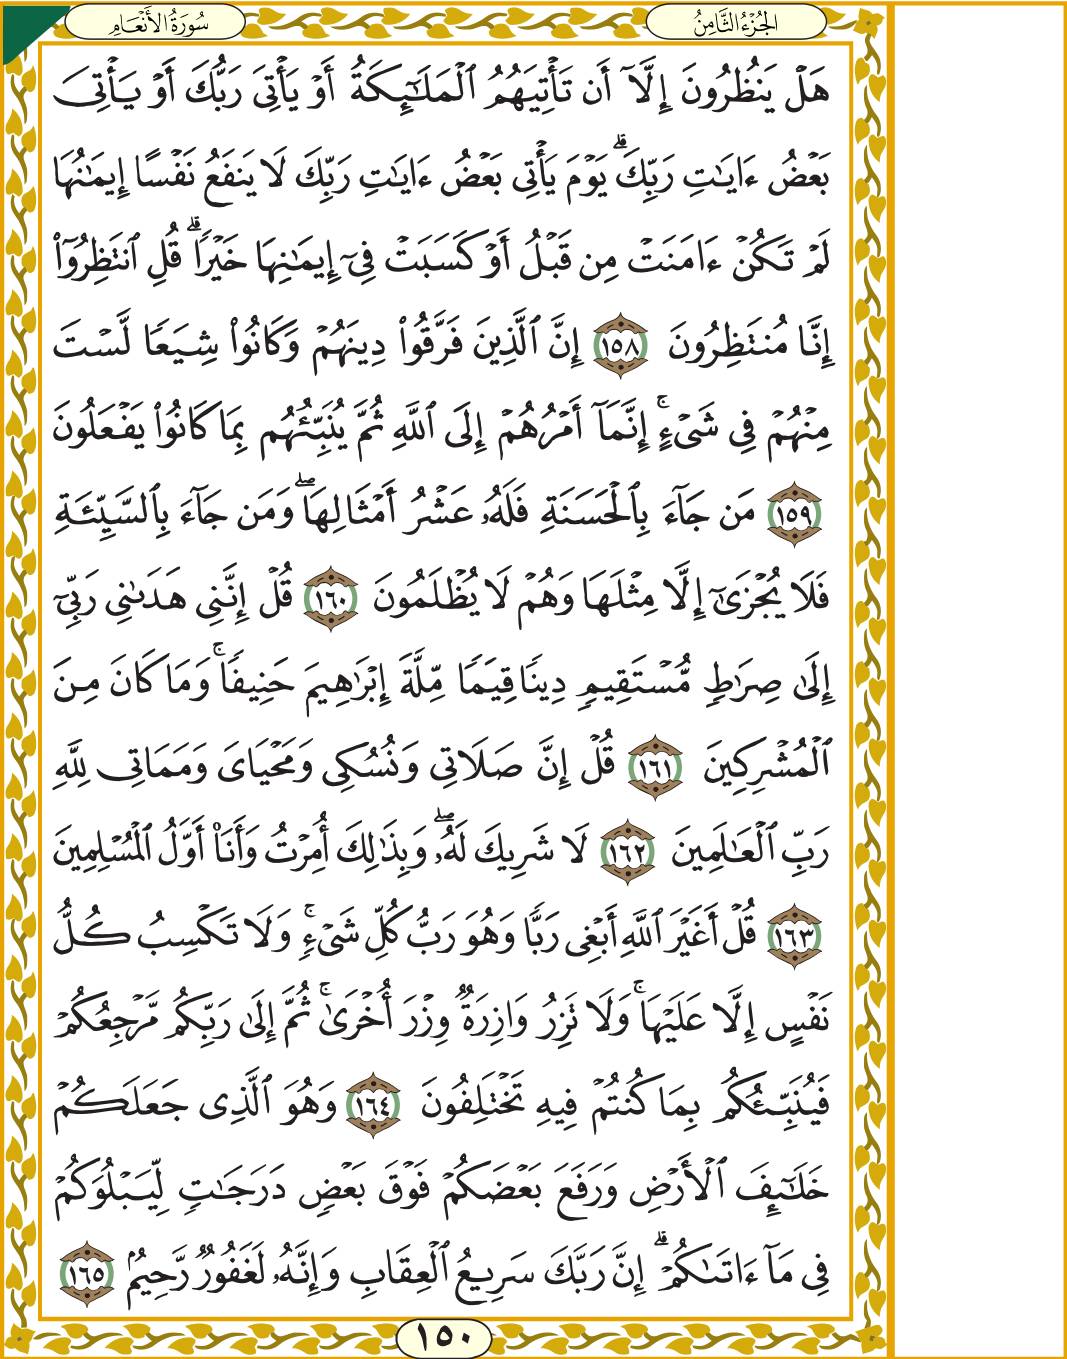 الجُزْءُ الثَّامِنُ
سُورَةُ الأَنْعَامِ
هَلْ يَنظُرُونَ إِلَّآ أَن تَأْتِيَهُمُ ٱلْمَلَـٰٓئِكَةُ أَوْ يَأْتِىَ رَبُّكَ أَوْ يَأْتِىَ
بَعْضُ ءَايَـٰتِ رَبِّكَ ۗ يَوْمَ يَأْتِى بَعْضُ ءَايَـٰتِ رَبِّكَ لَا يَنفَعُ نَفْسًا إِيمَـٰنُهَا
لَمْ تَكُنْ ءَامَنَتْ مِن قَبْلُ أَوْ كَسَبَتْ فِىٓ إِيمَـٰنِهَا خَيْرًا ۗ قُلِ ٱنتَظِرُوٓا۟
إِنَّا مُنتَظِرُونَ ١٥٨ إِنَّ ٱلَّذِينَ فَرَّقُوا۟ دِينَهُمْ وَكَانُوا۟ شِيَعًا لَّسْتَ
مِنْهُمْ فِى شَىْءٍ ۚ إِنَّمَآ أَمْرُهُمْ إِلَى ٱللَّهِ ثُمَّ يُنَبِّئُهُم بِمَا كَانُوا۟ يَفْعَلُونَ
١٥٩ مَن جَآءَ بِٱلْحَسَنَةِ فَلَهُۥ عَشْرُ أَمْثَالِهَا ۖ وَمَن جَآءَ بِٱلسَّيِّئَةِ
فَلَا يُجْزَىٰٓ إِلَّا مِثْلَهَا وَهُمْ لَا يُظْلَمُونَ ١٦٠ قُلْ إِنَّنِى هَدَىٰنِى رَبِّىٓ
إِلَىٰ صِرَٰطٍ مُّسْتَقِيمٍ دِينًا قِيَمًا مِّلَّةَ إِبْرَٰهِيمَ حَنِيفًا ۚ وَمَا كَانَ مِنَ
ٱلْمُشْرِكِينَ ١٦١ قُلْ إِنَّ صَلَاتِى وَنُسُكِى وَمَحْيَاىَ وَمَمَاتِى لِلَّهِ
رَبِّ ٱلْعَـٰلَمِينَ ١٦٢ لَا شَرِيكَ لَهُۥ ۖ وَبِذَٰلِكَ أُمِرْتُ وَأَنَا۠ أَوَّلُ ٱلْمُسْلِمِينَ
١٦٣ قُلْ أَغَيْرَ ٱللَّهِ أَبْغِى رَبًّا وَهُوَ رَبُّ كُلِّ شَىْءٍ ۚ وَلَا تَكْسِبُ كُلُّ
نَفْسٍ إِلَّا عَلَيْهَا ۚ وَلَا تَزِرُ وَازِرَةٌ وِزْرَ أُخْرَىٰ ۚ ثُمَّ إِلَىٰ رَبِّكُم مَّرْجِعُكُمْ
فَيُنَبِّئُكُم بِمَا كُنتُمْ فِيهِ تَخْتَلِفُونَ ١٦٤ وَهُوَ ٱلَّذِى جَعَلَكُمْ
خَلَـٰٓئِفَ ٱلْأَرْضِ وَرَفَعَ بَعْضَكُمْ فَوْقَ بَعْضٍ دَرَجَـٰتٍ لِّيَبْلُوَكُمْ
فِى مَآ ءَاتَىٰكُمْ ۗ إِنَّ رَبَّكَ سَرِيعُ ٱلْعِقَابِ وَإِنَّهُۥ لَغَفُورٌ رَّحِيمٌۢ ١٦٥
١٥٠